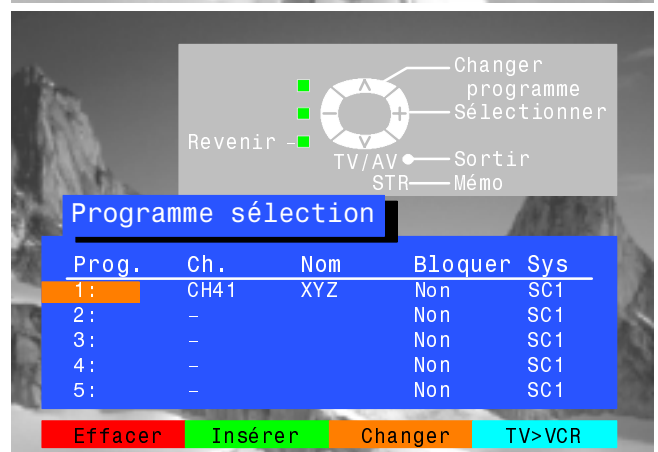 Changer
programme
Sélectionner
Revenir
TV/AV
Sortir
STR
Mémo
Programme sélection
Prog. Ch. Nom Bloquer Sys
1: CH41 XYZ Non SC1
2: – Non SC1
3: – Non SC1
4: – Non SC1
5: – Non SC1
Effacer Insérer Changer TV>VCR